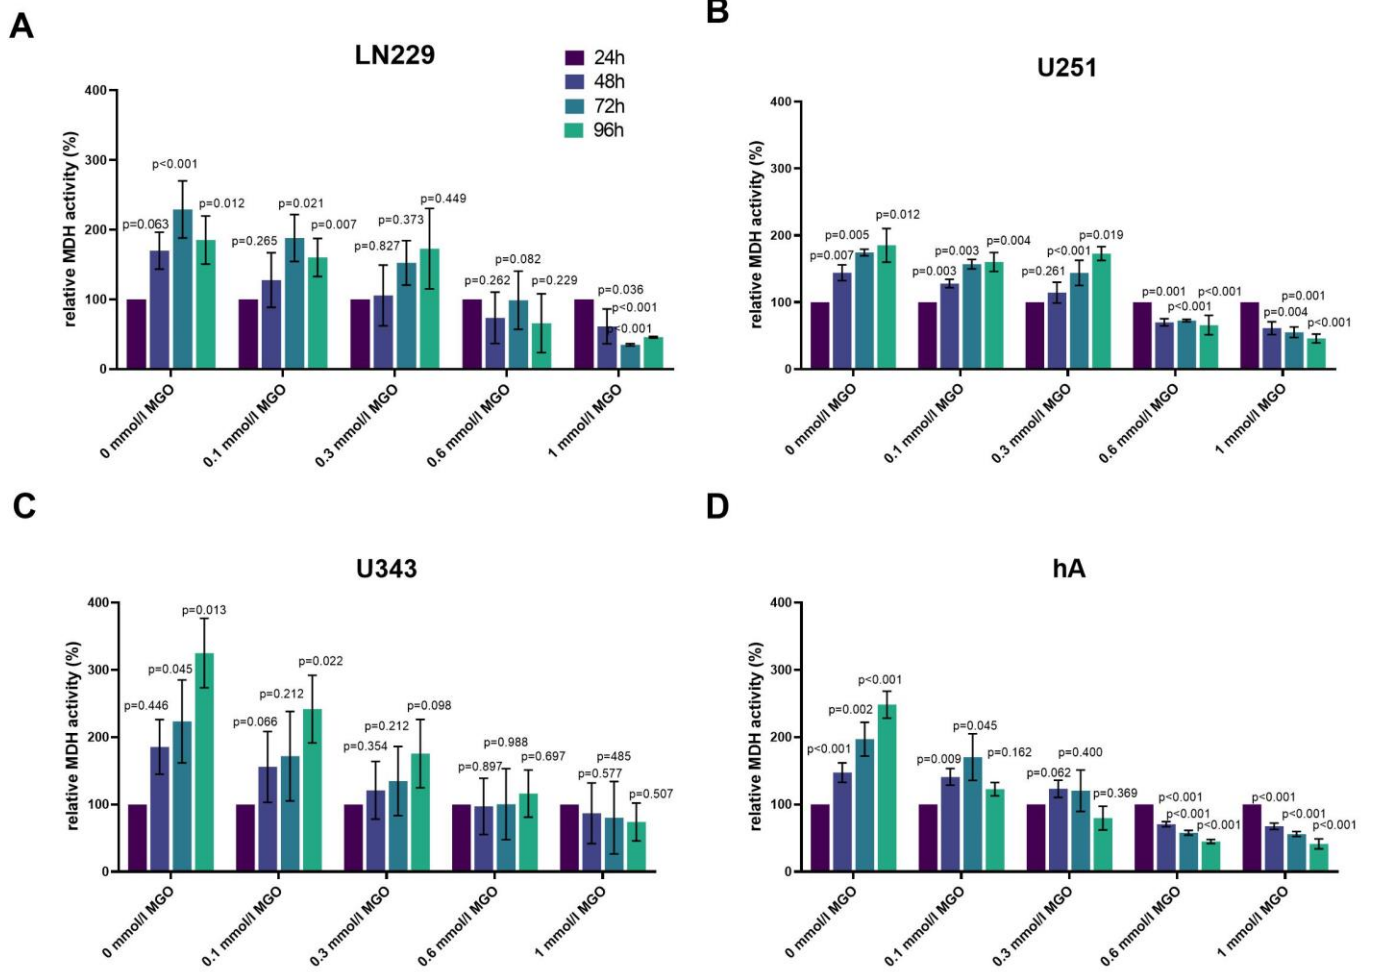 A
LN229
24h
48h
72h
96h
relative MDH activity (%)
400
300
200
100
0
p=0.063
p<0.001
p=0.012
p=0.265
p=0.021
p=0.007
p=0.827
p=0.373
p=0.449
p=0.262
p=0.082
p=0.229
p=0.036
p<0.001
p<0.001
0 mmol/l MGO
0.1 mmol/l MGO
0.3 mmol/l MGO
0.6 mmol/l MGO
1 mmol/l MGO
B
U251
relative MDH activity (%)
400
300
200
100
0
p=0.007
p=0.005
p=0.012
p=0.003
p=0.003
p=0.004
p=0.261
p<0.001
p=0.019
p=0.001
p<0.001
p<0.001
p=0.001
p=0.004
p<0.001
0 mmol/l MGO
0.1 mmol/l MGO
0.3 mmol/l MGO
0.6 mmol/l MGO
1 mmol/l MGO
C
U343
relative MDH activity (%)
400
300
200
100
0
p=0.446
p=0.045
p=0.013
p=0.066
p=0.212
p=0.022
p=0.354
p=0.212
p=0.098
p=0.897
p=0.988
p=0.697
p=0.577
p=485
p=0.507
0 mmol/l MGO
0.1 mmol/l MGO
0.3 mmol/l MGO
0.6 mmol/l MGO
1 mmol/l MGO
D
hA
relative MDH activity (%)
400
300
200
100
0
p<0.001
p=0.002
p<0.001
p=0.009
p=0.045
p=0.162
p=0.062
p=0.400
p=0.369
p<0.001
p<0.001
p<0.001
p<0.001
p<0.001
p<0.001
0 mmol/l MGO
0.1 mmol/l MGO
0.3 mmol/l MGO
0.6 mmol/l MGO
1 mmol/l MGO